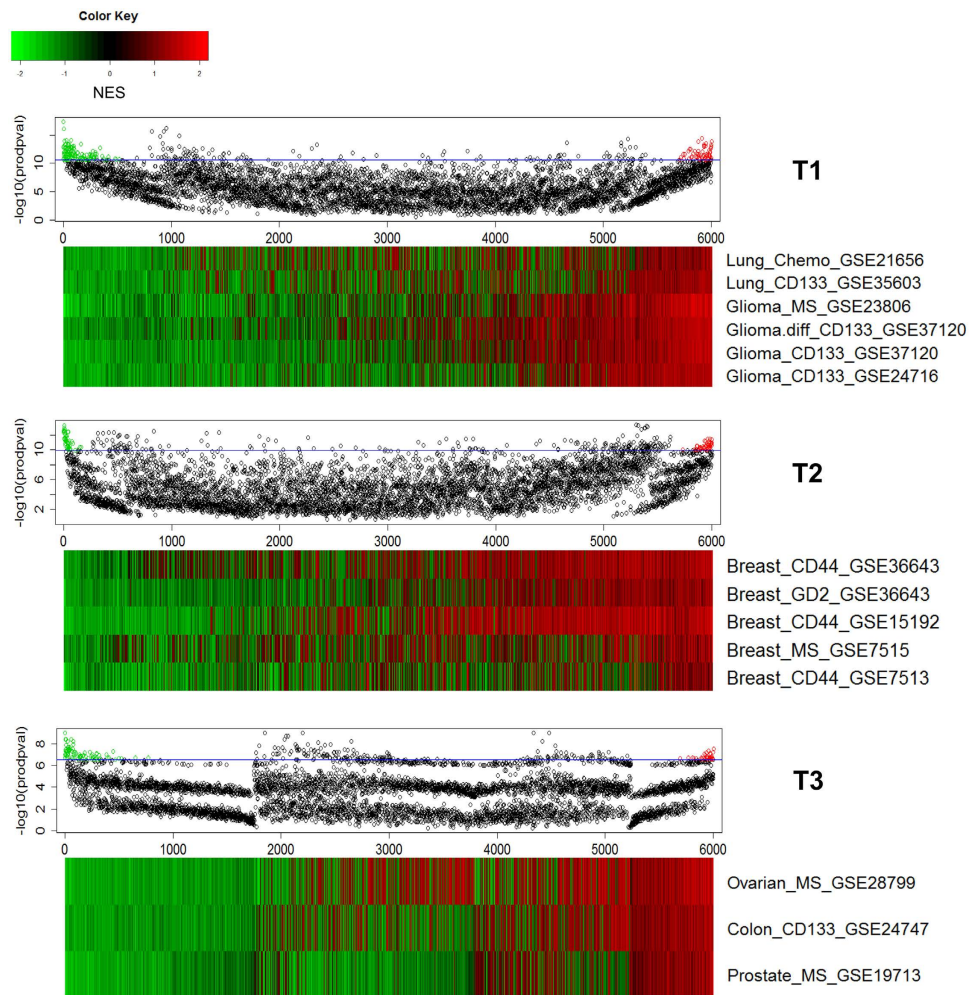 Color Key
-2 -1 0 1 2
NES
-log10(prodpval)
10
5
0
0 1000 2000 3000 4000 5000 6000
T1
Lung_Chemo_GSE21656
Lung_CD133_GSE35603
Glioma_MS_GSE23806
Glioma.diff_CD133_GSE37120
Glioma_CD133_GSE37120
Glioma_CD133_GSE24716
-log10(prodpval)
10
6
2
0 1000 2000 3000 4000 5000 6000
T2
Breast_CD44_GSE36643
Breast_GD2_GSE36643
Breast_CD44_GSE15192
Breast_MS_GSE7515
Breast_CD44_GSE7513
-log10(prodpval)
8
6
4
2
0
0 1000 2000 3000 4000 5000 6000
T3
Ovarian_MS_GSE28799
Colon_CD133_GSE24747
Prostate_MS_GSE19713